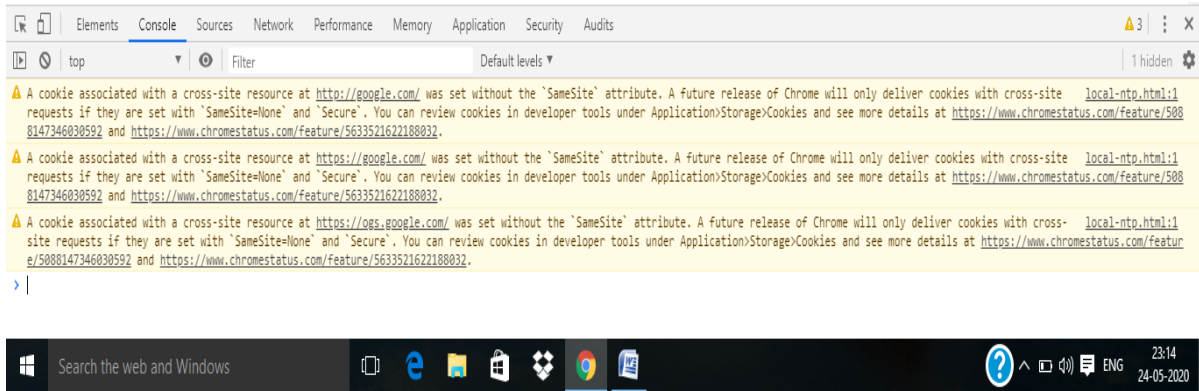 Elements Console Sources Network Performance Memory Application Security Audits 3
top Filter Default levels 1 hidden
A cookie associated with a cross-site resource at http://google.com/ was set without the `SameSite` attribute. A future release of Chrome will only deliver cookies with cross-site local-ntp.html:1
requests if they are set with `SameSite=None` and `Secure`. You can review cookies in developer tools under Application>Storage>Cookies and see more details at https://www.chromestatus.com/feature/508
8147346030592 and https://www.chromestatus.com/feature/5633521622188032.
A cookie associated with a cross-site resource at https://google.com/ was set without the `SameSite` attribute. A future release of Chrome will only deliver cookies with cross-site local-ntp.html:1
requests if they are set with `SameSite=None` and `Secure`. You can review cookies in developer tools under Application>Storage>Cookies and see more details at https://www.chromestatus.com/feature/508
8147346030592 and https://www.chromestatus.com/feature/5633521622188032.
A cookie associated with a cross-site resource at https://ogs.google.com/ was set without the `SameSite` attribute. A future release of Chrome will only deliver cookies with cross- local-ntp.html:1
site requests if they are set with `SameSite=None` and `Secure`. You can review cookies in developer tools under Application>Storage>Cookies and see more details at https://www.chromestatus.com/featur
e/5088147346030592 and https://www.chromestatus.com/feature/5633521622188032.
Search the web and Windows ENG 23:14
24-05-2020